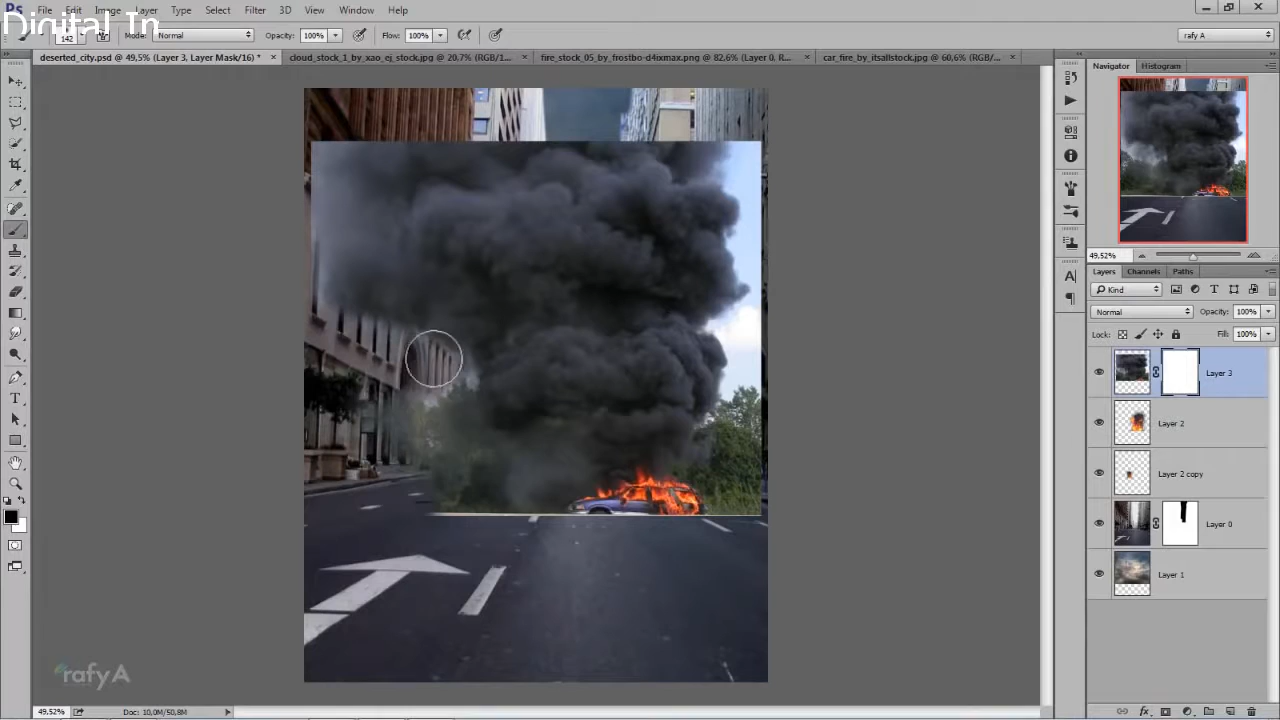 Ps File Edit Image Layer Type Select Filter 3D View Window Help
Digital In
142 Mode: Normal Opacity: 100% Flow: 100% rafy A
deserted_city.psd @ 49,5% (Layer 3, Layer Mask/16) * × cloud_stock_1_by_xao_ej_stock.jpg @ 20,7% (RGB/1... × fire_stock_05_by_frostbo-d4ixmax.png @ 82,6% (Layer 0, R... × car_fire_by_itsallstock.jpg @ 60,6% (RGB/... ×
Navigator Histogram
49.52%
Layers Channels Paths
Kind
Normal Opacity: 100%
Lock: Fill: 100%
Layer 3
Layer 2
Layer 2 copy
Layer 0
Layer 1
rafy A
49.52% Doc: 10,0M/50,8M